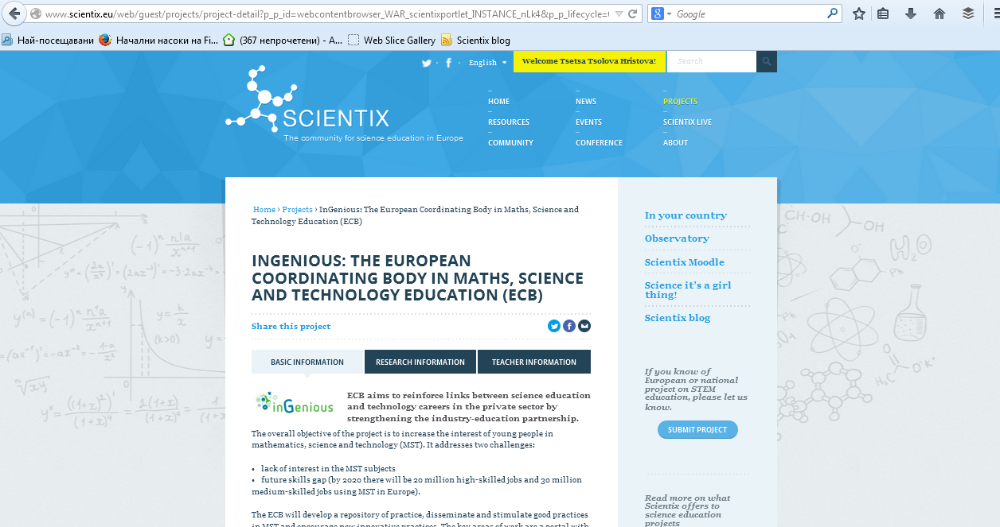 www.scientix.eu/web/guest/projects/project-detail?p_p_id=webcontentbrowser_WAR_scientixportlet_INSTANCE_nLk4&p_p_lifecycle=
Google
Най-посещавани
Начални насоки на Fi...
(367 непрочетени) - А...
Web Slice Gallery
Scientix blog
English
Welcome Tsetsa Tsolova Hristova!
Search
SCIENTIX
The community for science education in Europe
HOME
NEWS
PROJECTS
RESOURCES
EVENTS
SCIENTIX LIVE
COMMUNITY
CONFERENCE
ABOUT
Home › Projects › InGenious: The European Coordinating Body in Maths, Science and
Technology Education (ECB)
INGENIOUS: THE EUROPEAN
COORDINATING BODY IN MATHS, SCIENCE
AND TECHNOLOGY EDUCATION (ECB)
Share this project
BASIC INFORMATION
RESEARCH INFORMATION
TEACHER INFORMATION
inGenious
ECB aims to reinforce links between science education
and technology careers in the private sector by
strengthening the industry-education partnership.
The overall objective of the project is to increase the interest of young people in
mathematics, science and technology (MST). It addresses two challenges:
• lack of interest in the MST subjects
• future skills gap (by 2020 there will be 20 million high-skilled jobs and 30 million
medium-skilled jobs using MST in Europe).
The ECB will develop a repository of practice, disseminate and stimulate good practices
in MST and encourage new innovative practices. The key areas of work are a portal with
In your country
Observatory
Scientix Moodle
Science it's a girl
thing!
Scientix blog
If you know of
European or national
project on STEM
education, please let us
know.
SUBMIT PROJECT
Read more on what
Scientix offers to
science education
projects